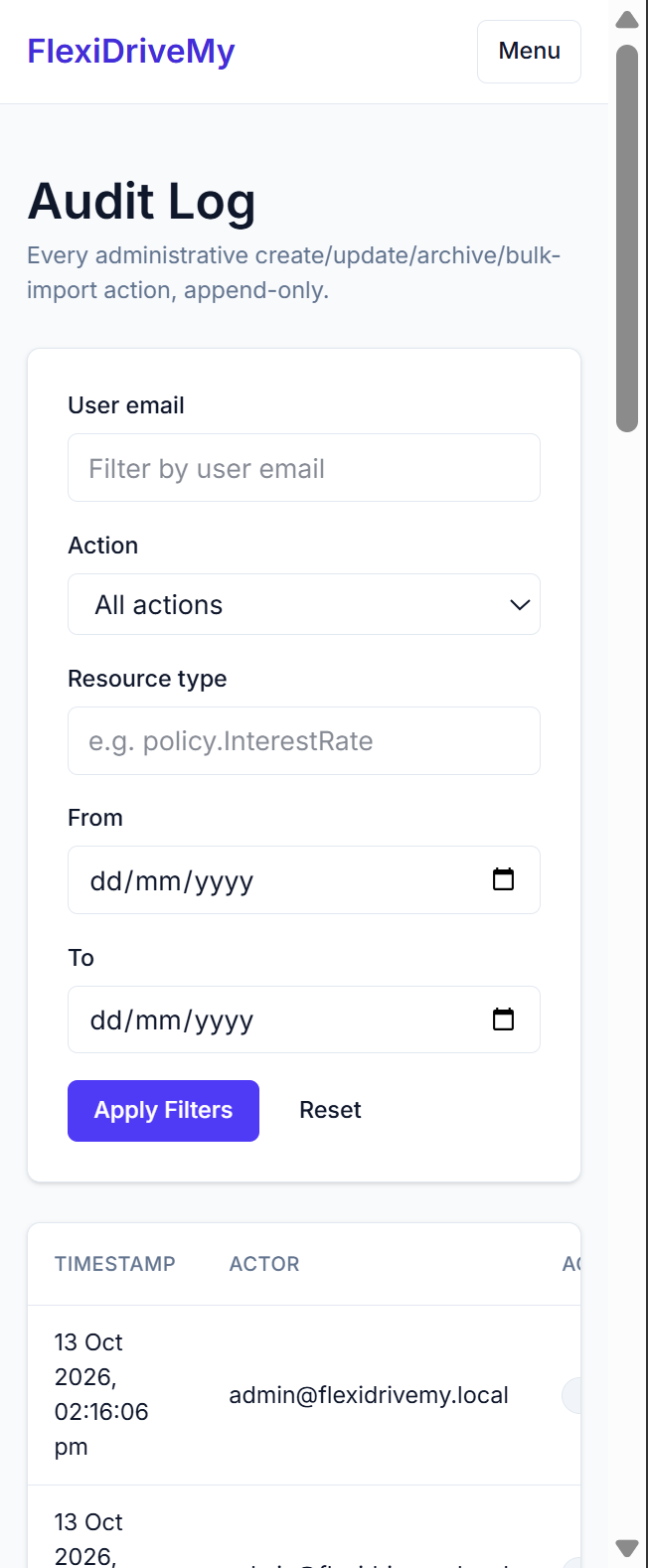 FlexiDriveMy
Menu
Audit Log
Every administrative create/update/archive/bulk-
import action, append-only.
User email
Filter by user email
Action
All actions
Resource type
e.g. policy.InterestRate
From
dd/mm/yyyy
To
dd/mm/yyyy
Apply Filters
Reset
TIMESTAMP
ACTOR
13 Oct
2026,
02:16:06
pm
admin@flexidrivemy.local
13 Oct
2026,